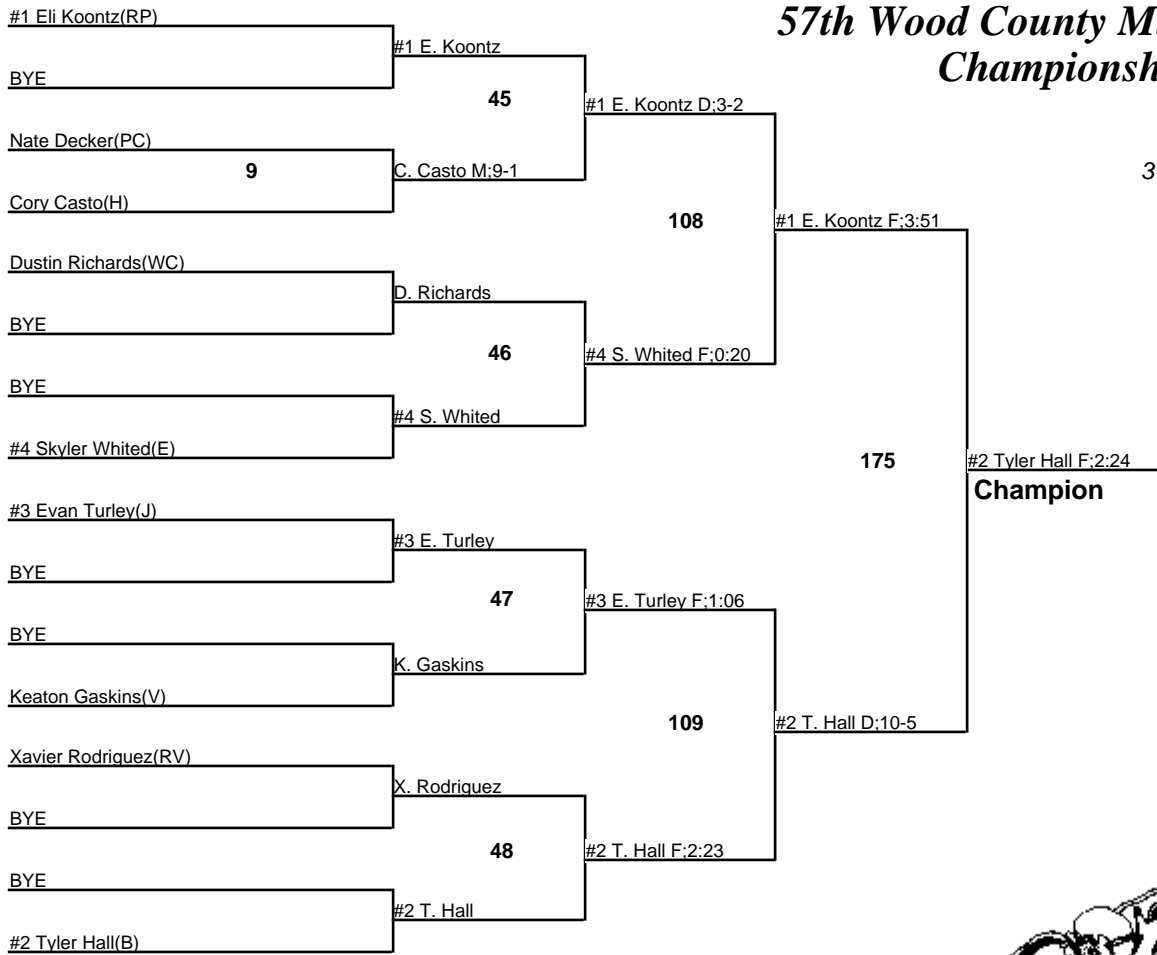 57th Wood County M
Championsh
3
#1 Eli Koontz(RP)
BYE
Nate Decker(PC)
9
Cory Casto(H)
Dustin Richards(WC)
BYE
BYE
#4 Skyler Whited(E)
#3 Evan Turley(J)
BYE
BYE
Keaton Gaskins(V)
Xavier Rodriguez(RV)
BYE
BYE
#2 Tyler Hall(B)
#1 E. Koontz
45
C. Casto M;9-1
D. Richards
46
#4 S. Whited
#3 E. Turley
47
K. Gaskins
X. Rodriguez
48
#2 T. Hall
#1 E. Koontz D;3-2
108
#4 S. Whited F;0:20
#3 E. Turley F;1:06
109
#2 T. Hall F;2:23
#1 E. Koontz F;3:51
175
#2 T. Hall D;10-5
#2 Tyler Hall F;2:24
Champion